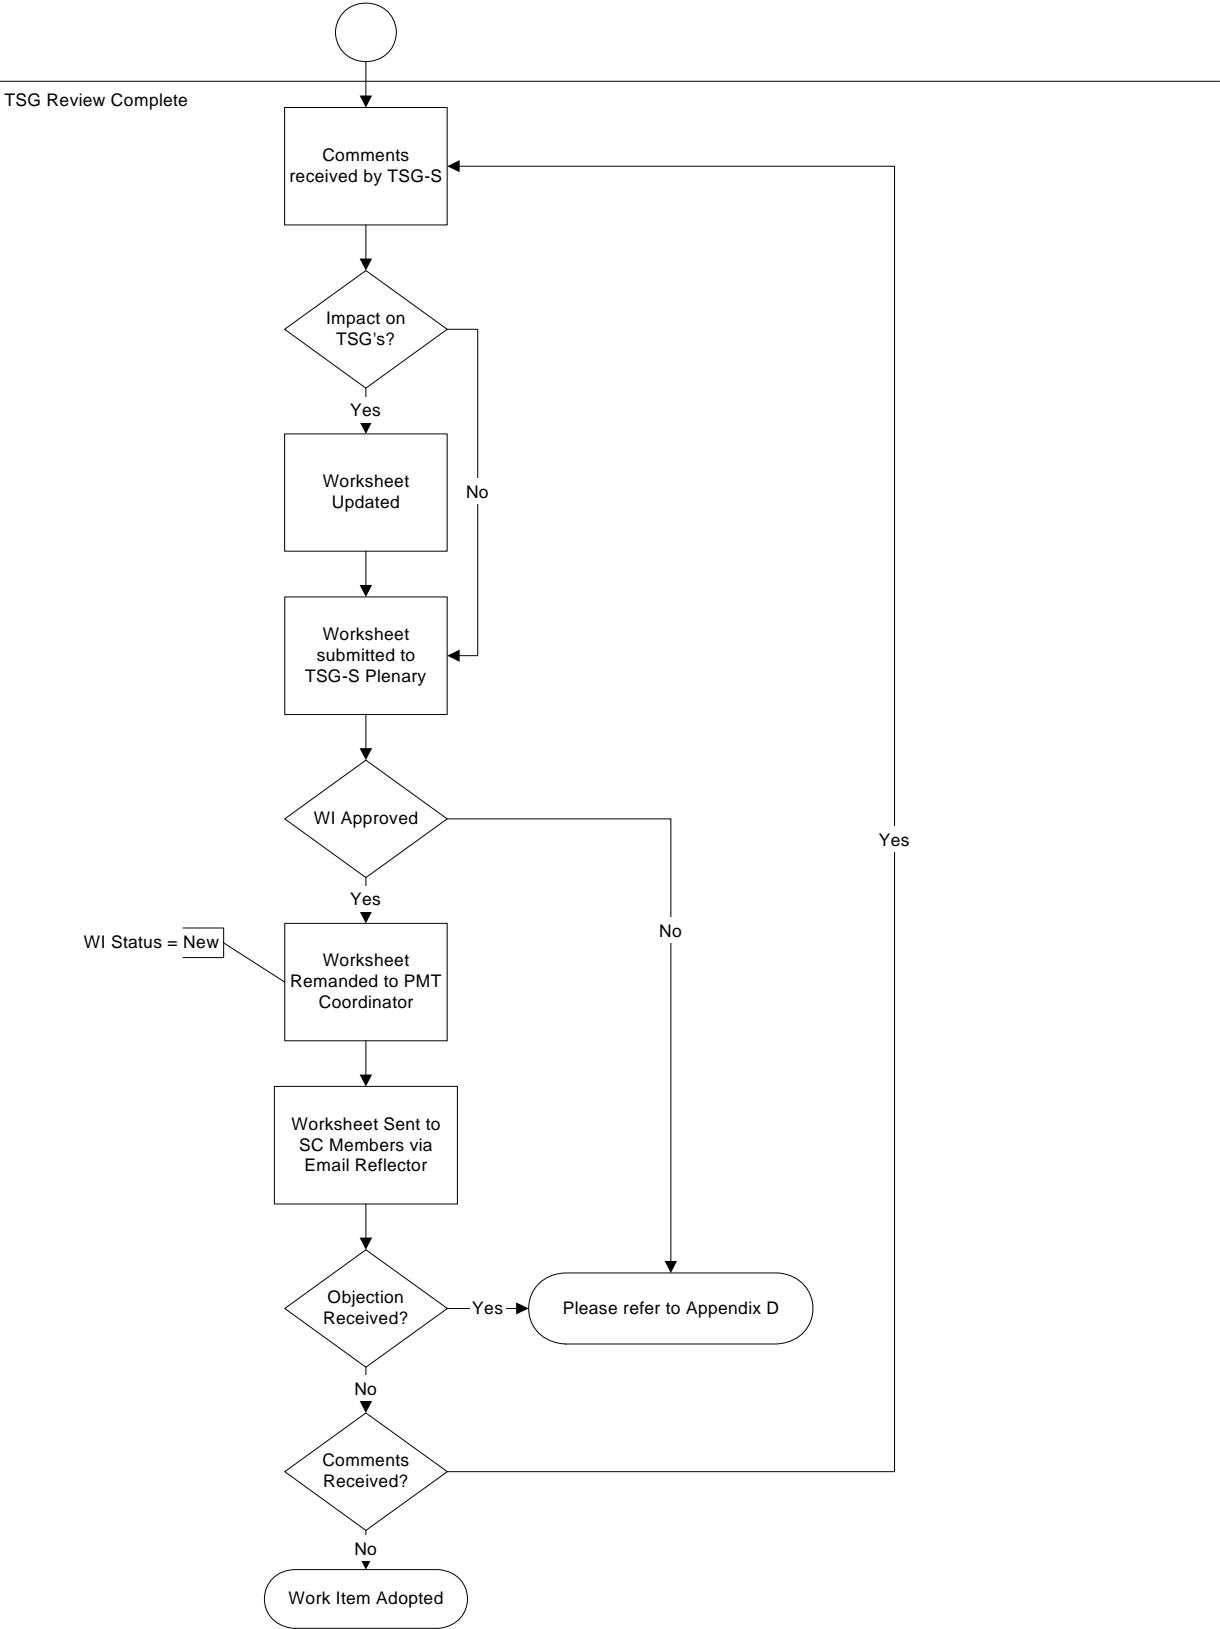 TSG Review Complete
Comments
received by TSG-S
Impact on
TSG's?
Yes
Worksheet
Updated
No
Worksheet
submitted to
TSG-S Plenary
WI Approved
Yes
Yes
No
WI Status = New
Worksheet
Remanded to PMT
Coordinator
Worksheet Sent to
SC Members via
Email Reflector
Objection
Received?
Yes
Please refer to Appendix D
No
Comments
Received?
No
Work Item Adopted